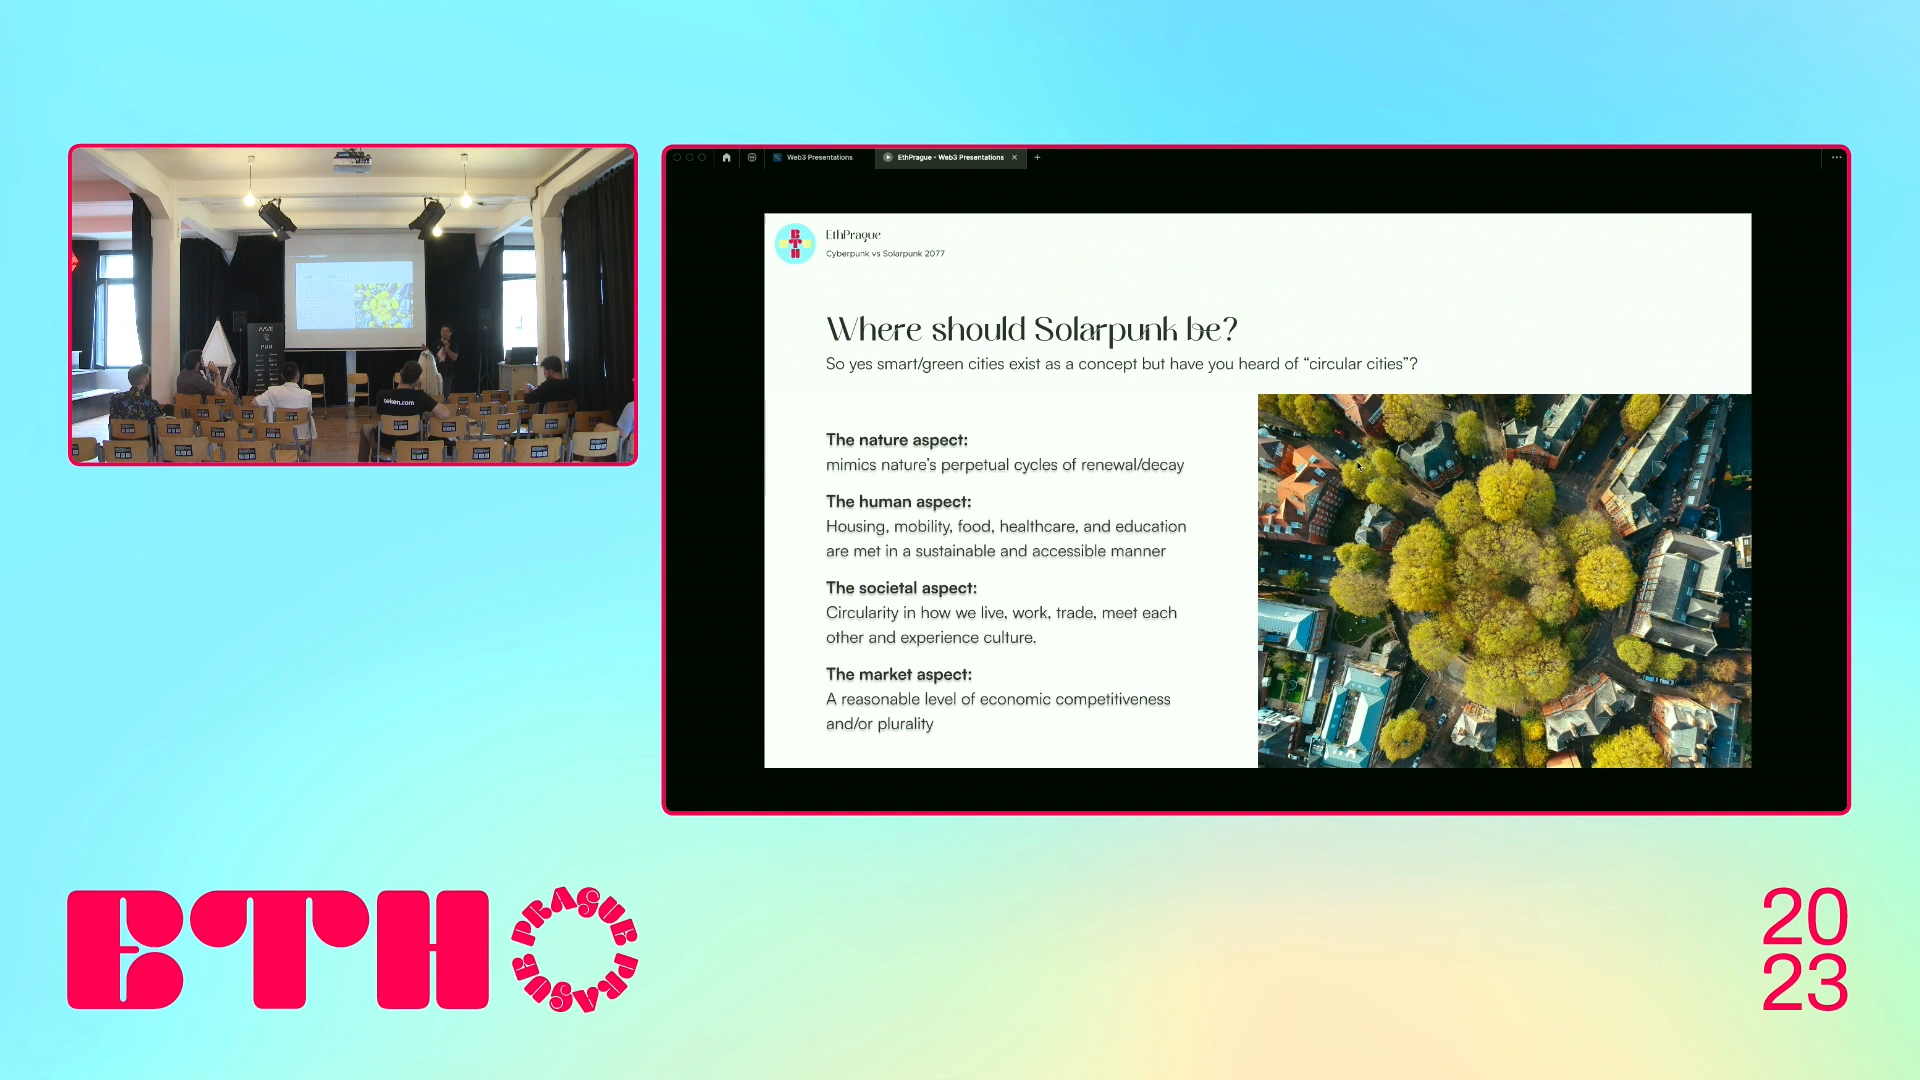 Web3 Presentations
EthPrague - Web3 Presentations
ETH
EthPrague
Cyberpunk vs Solarpunk 2077
Where should Solarpunk be?
So yes smart/green cities exist as a concept but have you heard of “circular cities”?
The nature aspect:
mimics nature’s perpetual cycles of renewal/decay
The human aspect:
Housing, mobility, food, healthcare, and education
are met in a sustainable and accessible manner
The societal aspect:
Circularity in how we live, work, trade, meet each
other and experience culture.
The market aspect:
A reasonable level of economic competitiveness
and/or plurality
AAVE
token.com
ETH
PRAGUE PRAGUE
20
23